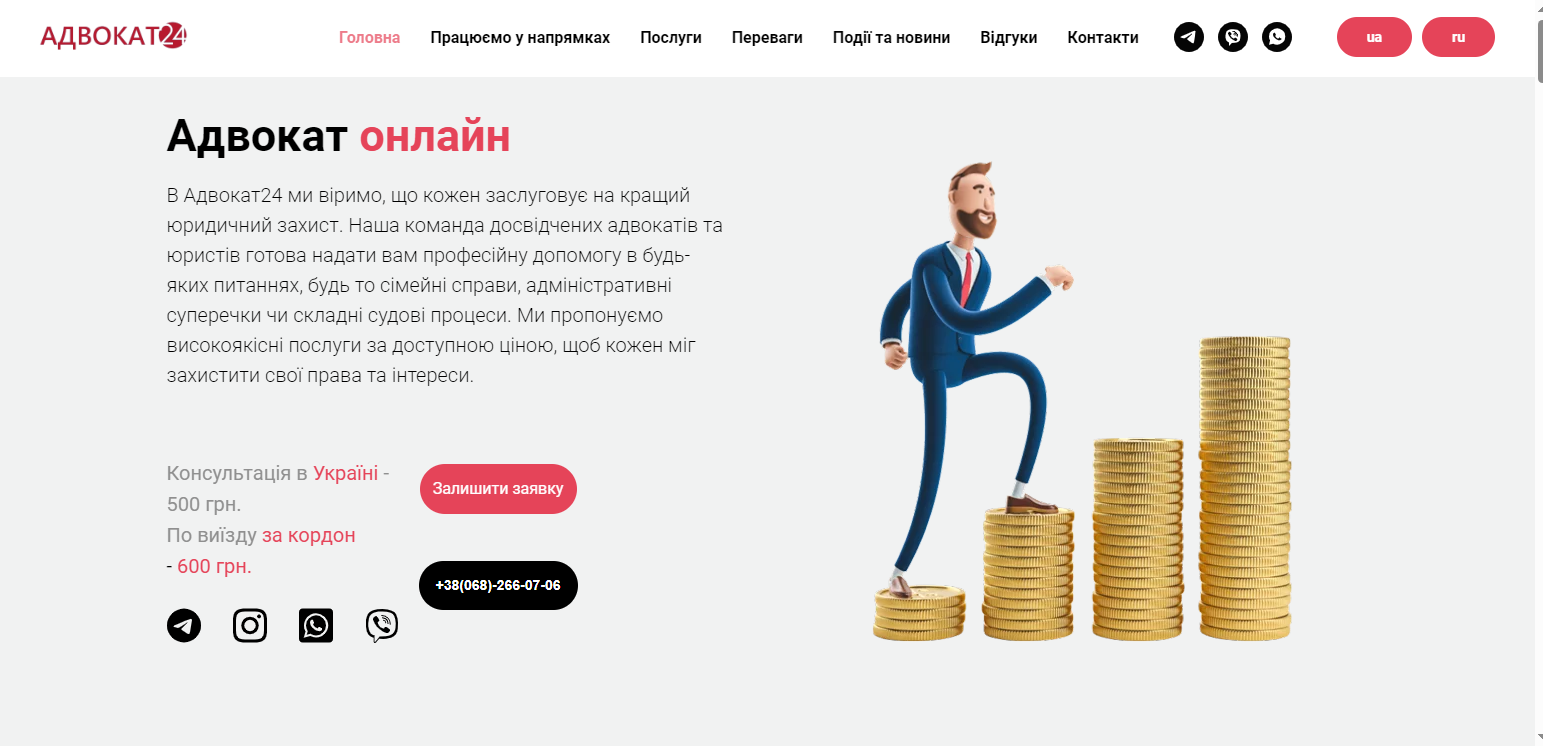 АДВОКАТ24
Головна
Працюємо у напрямках
Послуги
Переваги
Події та новини
Відгуки
Контакти
ua
ru
Адвокат онлайн
В Адвокат24 ми віримо, що кожен заслуговує на кращий
юридичний захист. Наша команда досвідчених адвокатів та
юристів готова надати вам професійну допомогу в будь-
яких питаннях, будь то сімейні справи, адміністративні
суперечки чи складні судові процеси. Ми пропонуємо
високоякісні послуги за доступною ціною, щоб кожен міг
захистити свої права та інтереси.
Консультація в Україні -
500 грн.
По виїзду за кордон
- 600 грн.
Залишити заявку
+38(068)-266-07-06